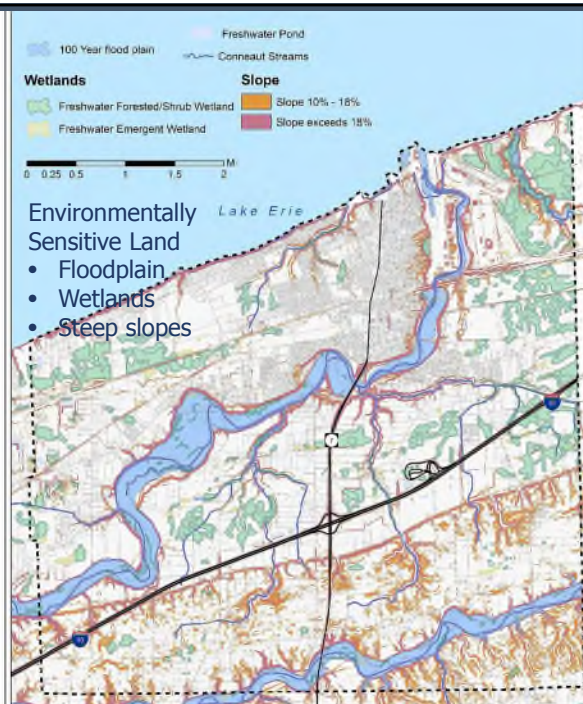 100 Year flood plain
Freshwater Pond
Conneaut Streams
Wetlands
Freshwater Forested/Shrub Wetland
Freshwater Emergent Wetland
Slope
Slope 10% - 18%
Slope exceeds 18%
M
0 0.25 0.5 1 1.5 2
Lake Erie
Environmentally
Sensitive Land
• Floodplain
• Wetlands
• Steep slopes
7
90